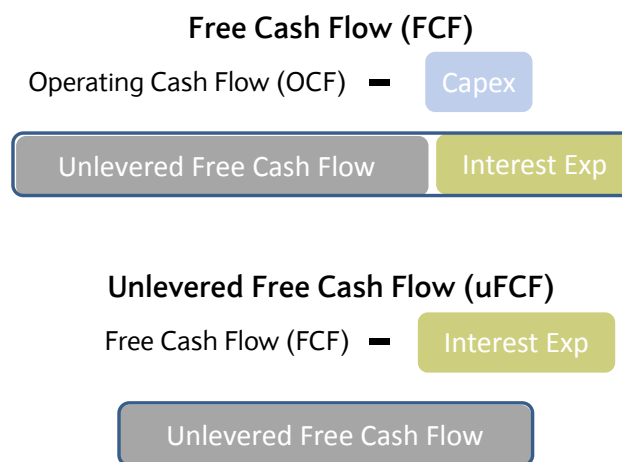 Free Cash Flow (FCF)
Operating Cash Flow (OCF) – Capex
Unlevered Free Cash Flow Interest Exp
Unlevered Free Cash Flow (uFCF)
Free Cash Flow (FCF) – Interest Exp
Unlevered Free Cash Flow